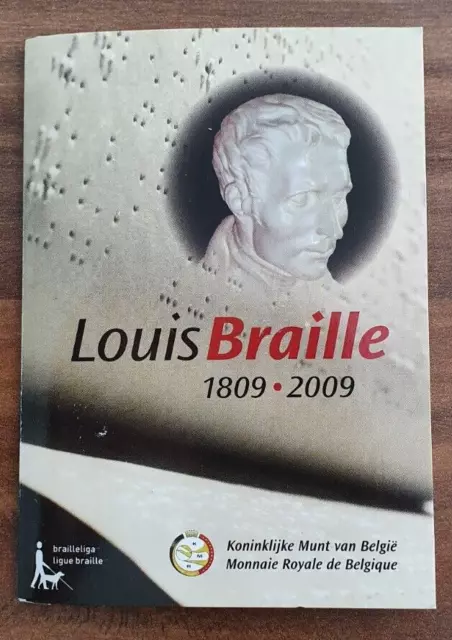 Louis Braille
1809 • 2009
brailleliga
ligue braille
Koninklijke Munt van België
Monnaie Royale de Belgique